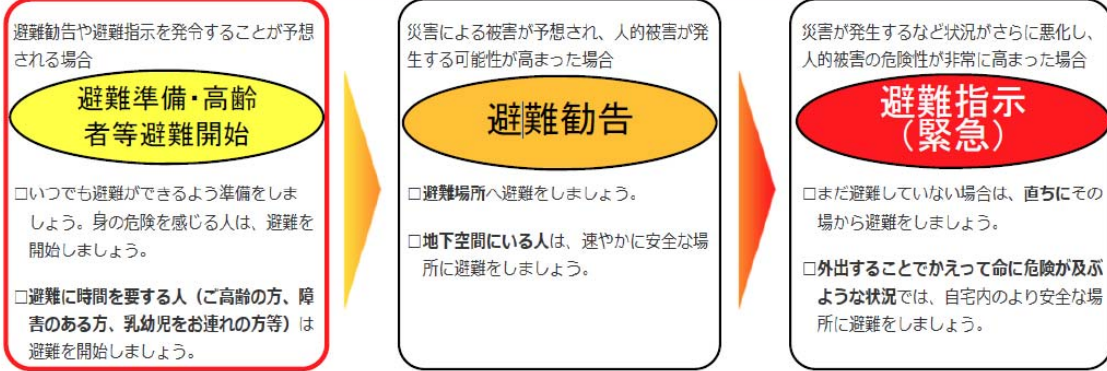 避難勧告や避難指示を発令することが予想
される場合
避難準備・高齢
者等避難開始
□いつでも避難ができるよう準備をしま
しょう。身の危険を感じる人は、避難を
開始しましょう。
□避難に時間を要する人（ご高齢の方、障
害のある方、乳幼児をお連れの方等）は
避難を開始しましょう。
災害による被害が予想され、人的被害が発
生する可能性が高まった場合
避難勧告
□避難場所へ避難をしましょう。
□地下空間にいる人は、速やかに安全な場
所に避難をしましょう。
災害が発生するなど状況がさらに悪化し、
人的被害の危険性が非常に高まった場合
避難指示
（緊急）
□まだ避難していない場合は、直ちにその
場から避難をしましょう。
□外出することでかえって命に危険が及ぶ
ような状況では、自宅内のより安全な場
所に避難をしましょう。